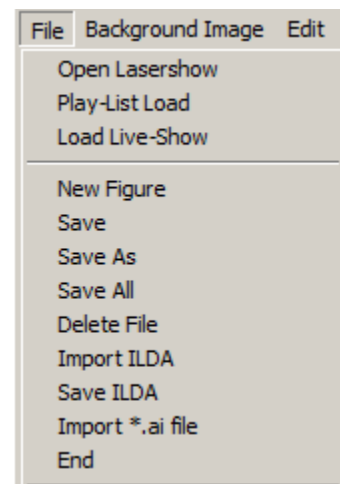 File Background Image Edit
Open Lasershow
Play-List Load
Load Live-Show
New Figure
Save
Save As
Save All
Delete File
Import ILDA
Save ILDA
Import *.ai file
End